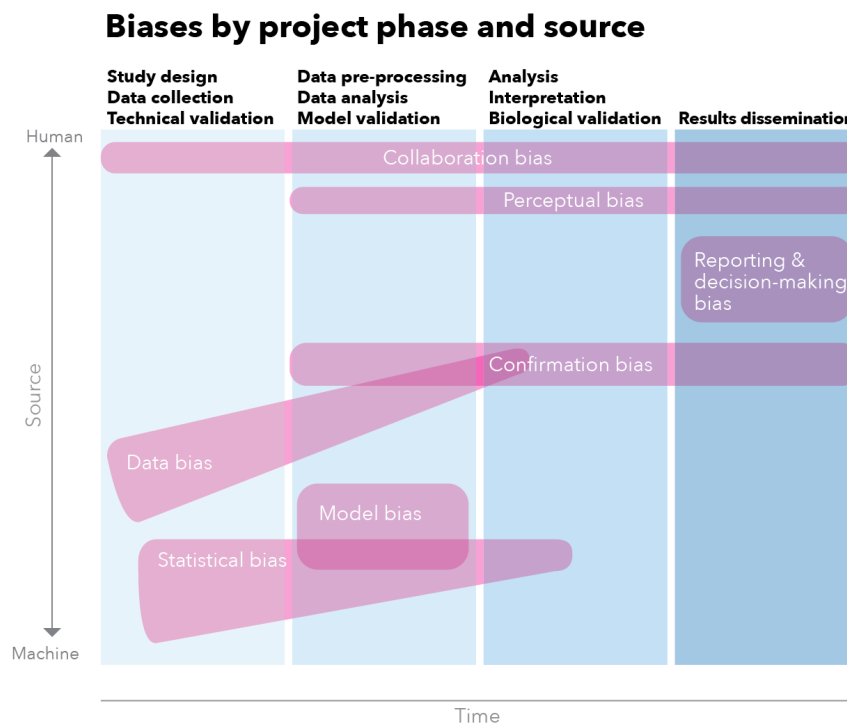 Biases by project phase and source
Study design
Data collection
Technical validation
Data pre-processing
Data analysis
Model validation
Analysis
Interpretation
Biological validation
Results dissemination
Human
Collaboration bias
Perceptual bias
Reporting &
decision-making
bias
Confirmation bias
Source
Data bias
Model bias
Statistical bias
Machine
Time